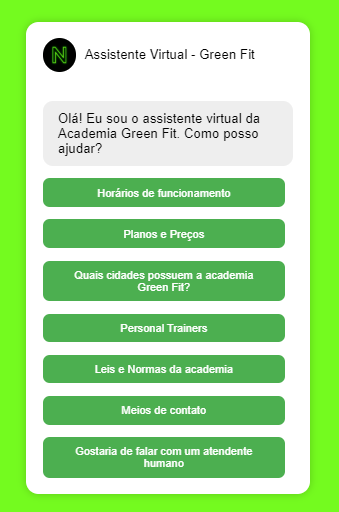 N
Assistente Virtual - Green Fit
Olá! Eu sou o assistente virtual da
Academia Green Fit. Como posso
ajudar?
Horários de funcionamento
Planos e Preços
Quais cidades possuem a academia
Green Fit?
Personal Trainers
Leis e Normas da academia
Meios de contato
Gostaria de falar com um atendente
humano